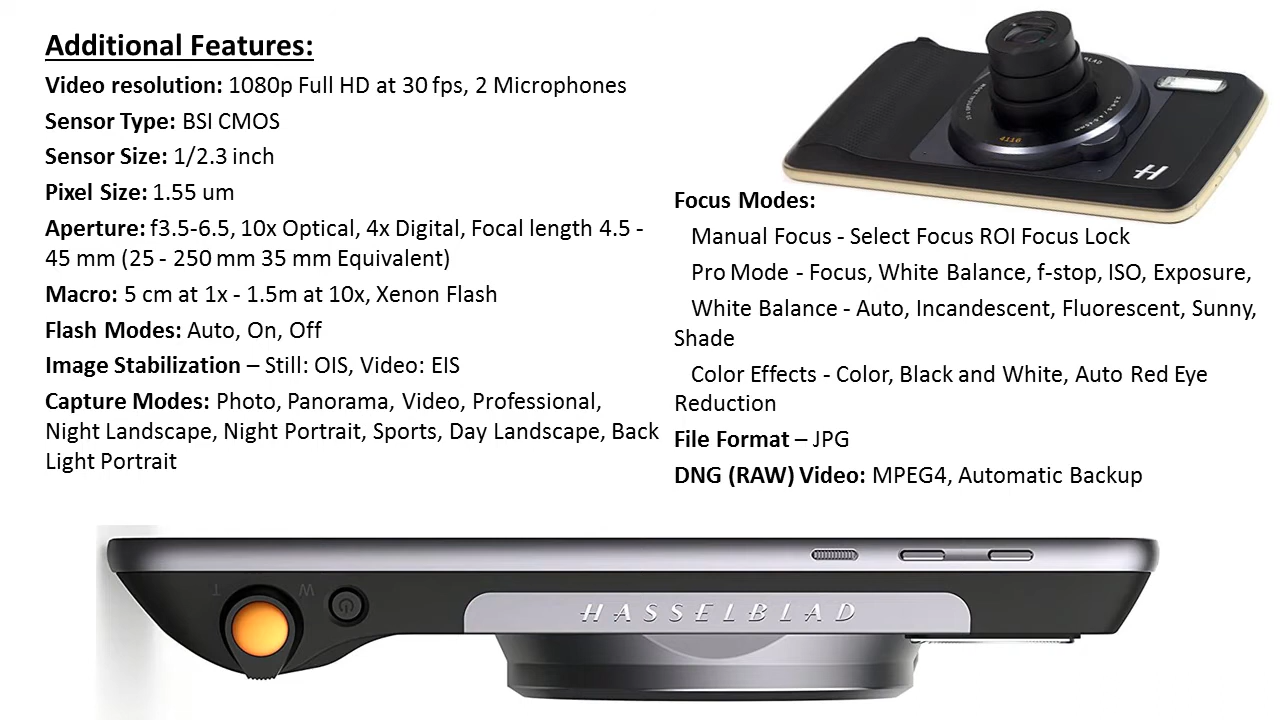 Additional Features:
Video resolution: 1080p Full HD at 30 fps, 2 Microphones
Sensor Type: BSI CMOS
Sensor Size: 1/2.3 inch
Pixel Size: 1.55 um
Aperture: f3.5-6.5, 10x Optical, 4x Digital, Focal length 4.5 -
45 mm (25 - 250 mm 35 mm Equivalent)
Macro: 5 cm at 1x - 1.5m at 10x, Xenon Flash
Flash Modes: Auto, On, Off
Image Stabilization – Still: OIS, Video: EIS
Capture Modes: Photo, Panorama, Video, Professional,
Night Landscape, Night Portrait, Sports, Day Landscape, Back
Light Portrait
4116
H
Focus Modes:
Manual Focus - Select Focus ROI Focus Lock
Pro Mode - Focus, White Balance, f-stop, ISO, Exposure,
White Balance - Auto, Incandescent, Fluorescent, Sunny,
Shade
Color Effects - Color, Black and White, Auto Red Eye
Reduction
File Format – JPG
DNG (RAW) Video: MPEG4, Automatic Backup
T W
HASSELBLAD